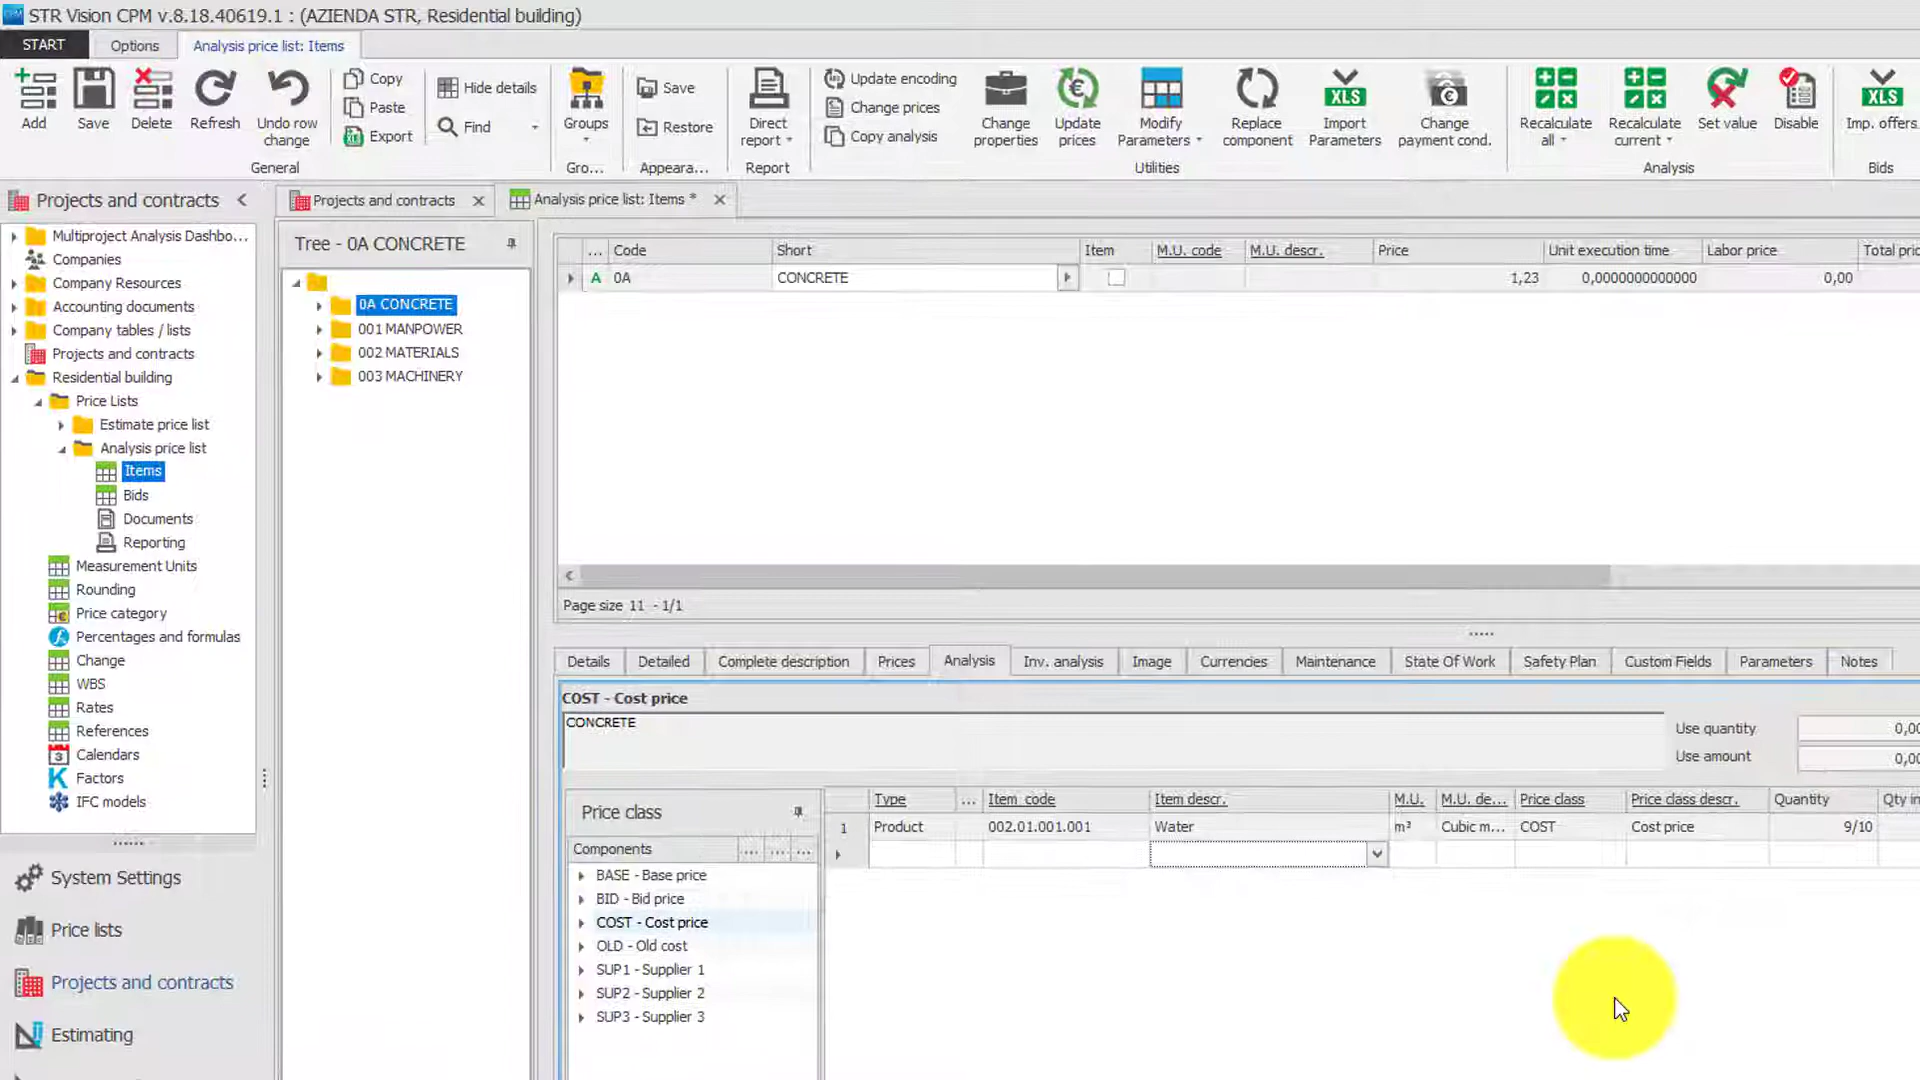 STR Vision CPM v.8.18.40619.1 : (AZIENDA STR, Residential building)
START Options Analysis price list: Items
Add
Save
Delete
Refresh
Undo row change
Copy
Paste
Export
Hide details
Find
Groups
Save
Restore
Direct report
Update encoding
Change prices
Copy analysis
Change properties
Update prices
Modify Parameters
Replace component
XLS Import Parameters
Change payment cond.
Recalculate all
Recalculate current
Set value
Disable
XLS Imp. offers
General Gro... Appeara... Report Utilities Analysis Bids
Projects and contracts
Projects and contracts
Analysis price list: Items *
Multiproject Analysis Dashbo...
Companies
Company Resources
Accounting documents
Company tables / lists
Projects and contracts
Residential building
Price Lists
Estimate price list
Analysis price list
Items
Bids
Documents
Reporting
Measurement Units
Rounding
Price category
Percentages and formulas
Change
WBS
Rates
References
Calendars
Factors
IFC models
System Settings
Price lists
Projects and contracts
Estimating
Tree - 0A CONCRETE
0A CONCRETE
001 MANPOWER
002 MATERIALS
003 MACHINERY
... Code Short Item M.U. code M.U. descr. Price Unit execution time Labor price Total pric
A 0A CONCRETE 1,23 0,0000000000000 0,00
Page size 11 - 1/1
Details Detailed Complete description Prices Analysis Inv. analysis Image Currencies Maintenance State Of Work Safety Plan Custom Fields Parameters Notes
COST - Cost price
CONCRETE
Use quantity 0,00
Use amount 0,00
Price class
Components ... ... ...
BASE - Base price
BID - Bid price
COST - Cost price
OLD - Old cost
SUP1 - Supplier 1
SUP2 - Supplier 2
SUP3 - Supplier 3
Type ... Item code Item descr. M.U. M.U. de... Price class Price class descr. Quantity Qty in
1 Product 002.01.001.001 Water m³ Cubic m... COST Cost price 9/10